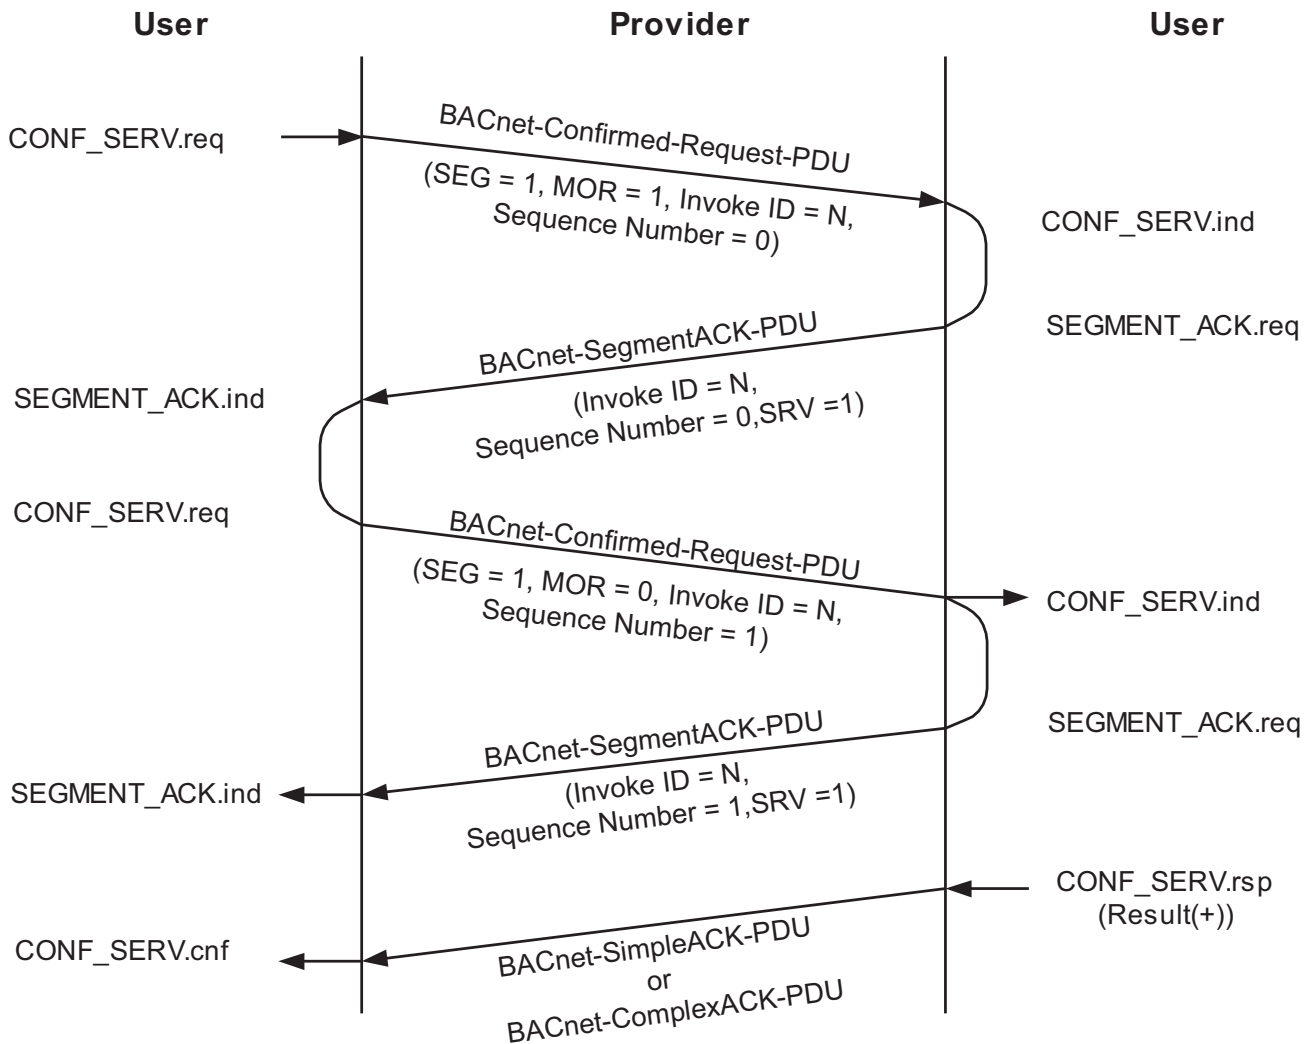 User
Provider
User
CONF_SERV.req
BACnet-Confirmed-Request-PDU
(SEG = 1, MOR = 1, Invoke ID = N,
Sequence Number = 0)
CONF_SERV.ind
SEGMENT_ACK.req
BACnet-SegmentACK-PDU
(Invoke ID = N,
Sequence Number = 0,SRV =1)
SEGMENT_ACK.ind
CONF_SERV.req
BACnet-Confirmed-Request-PDU
(SEG = 1, MOR = 0, Invoke ID = N,
Sequence Number = 1)
CONF_SERV.ind
SEGMENT_ACK.req
BACnet-SegmentACK-PDU
(Invoke ID = N,
Sequence Number = 1,SRV =1)
SEGMENT_ACK.ind
CONF_SERV.rsp
(Result(+))
CONF_SERV.cnf
BACnet-SimpleACK-PDU
or
BACnet-ComplexACK-PDU